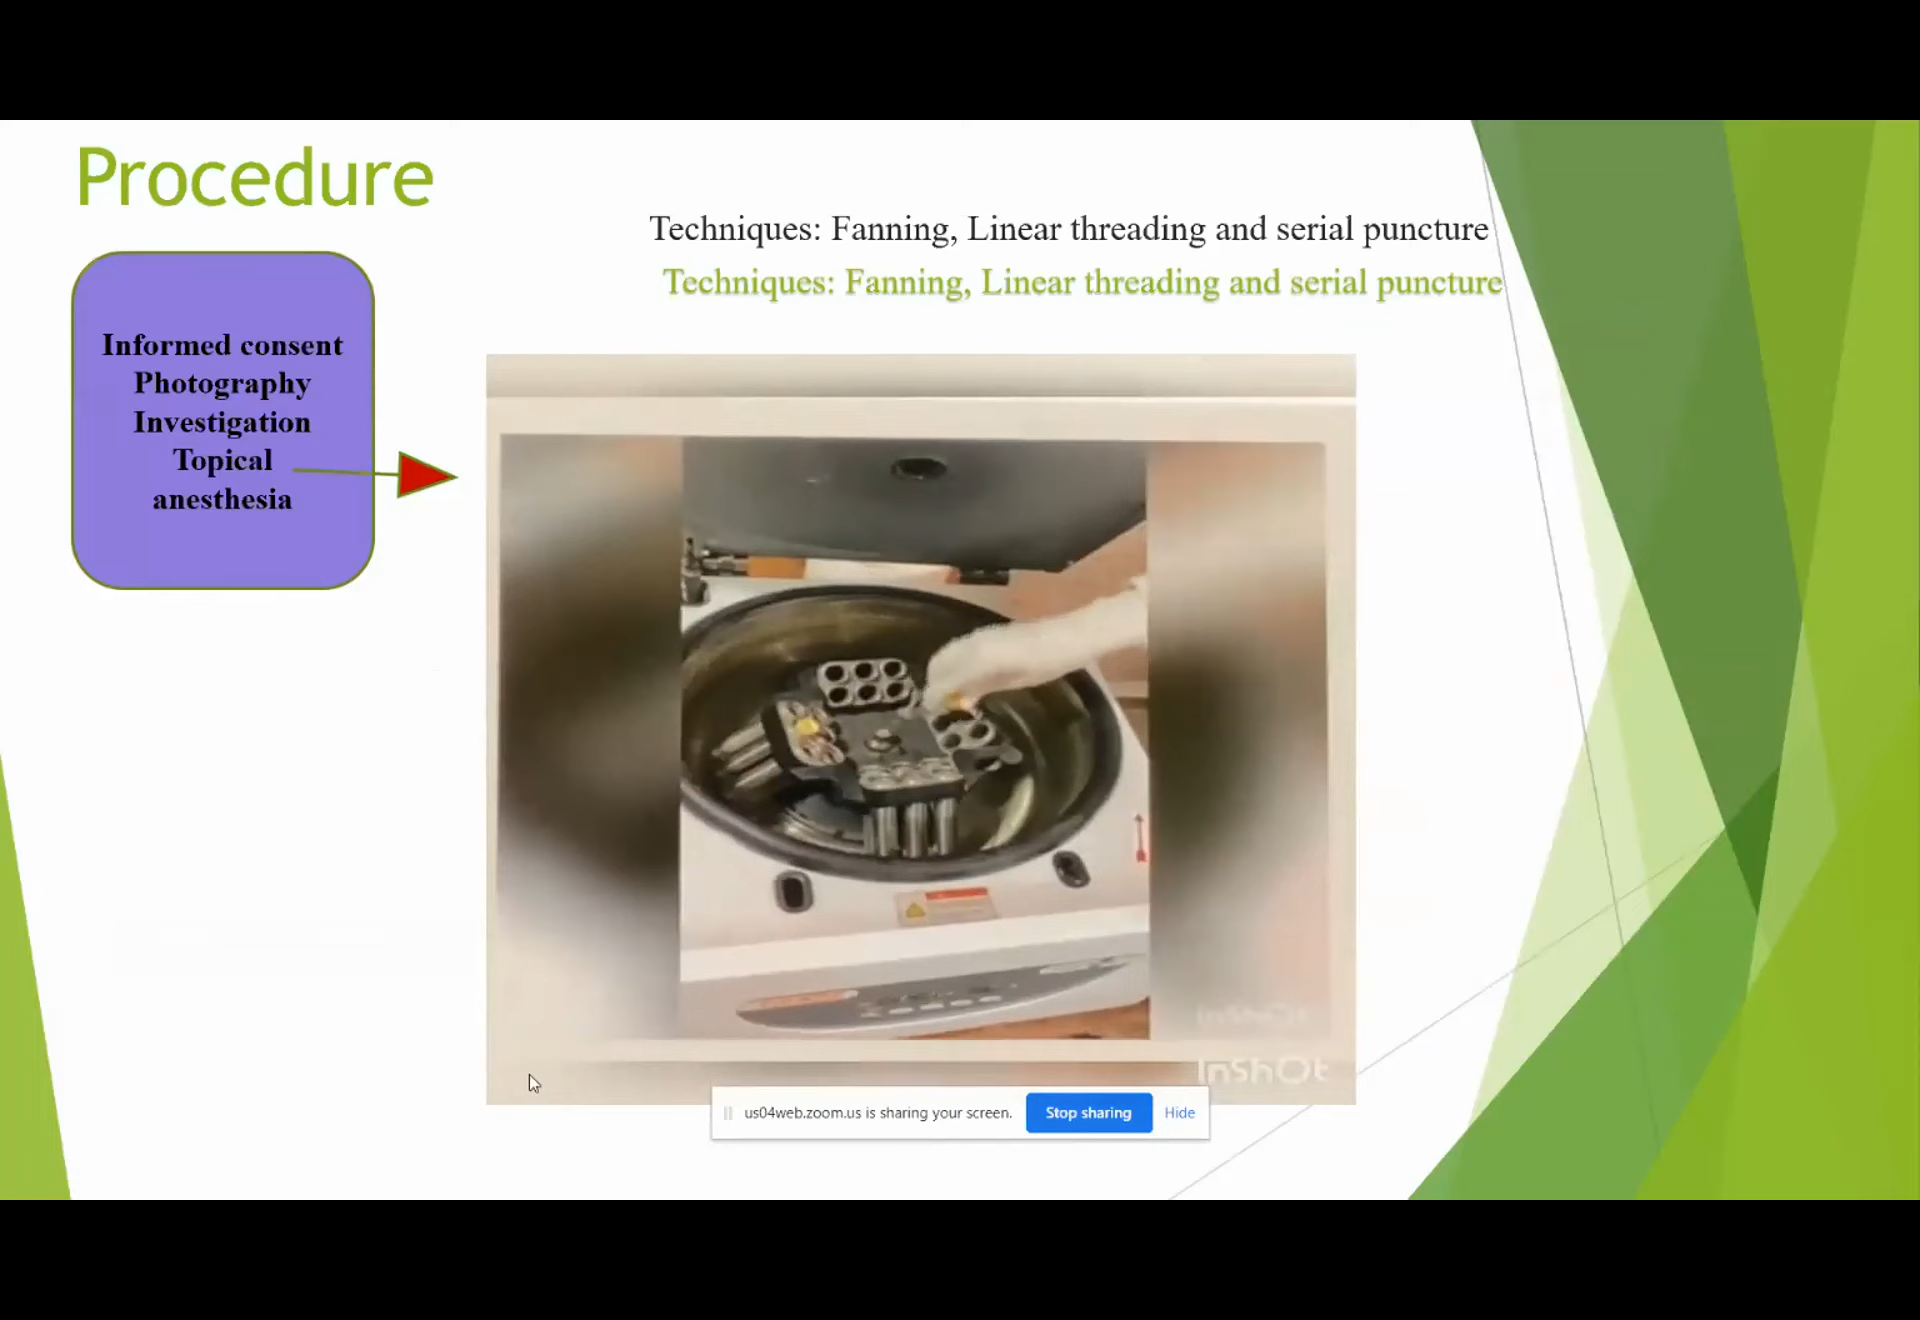 Procedure
Techniques: Fanning, Linear threading and serial puncture
Techniques: Fanning, Linear threading and serial puncture
Informed consent
Photography
Investigation
Topical
anesthesia
InShOt
InShOt
us04web.zoom.us is sharing your screen.
Stop sharing
Hide